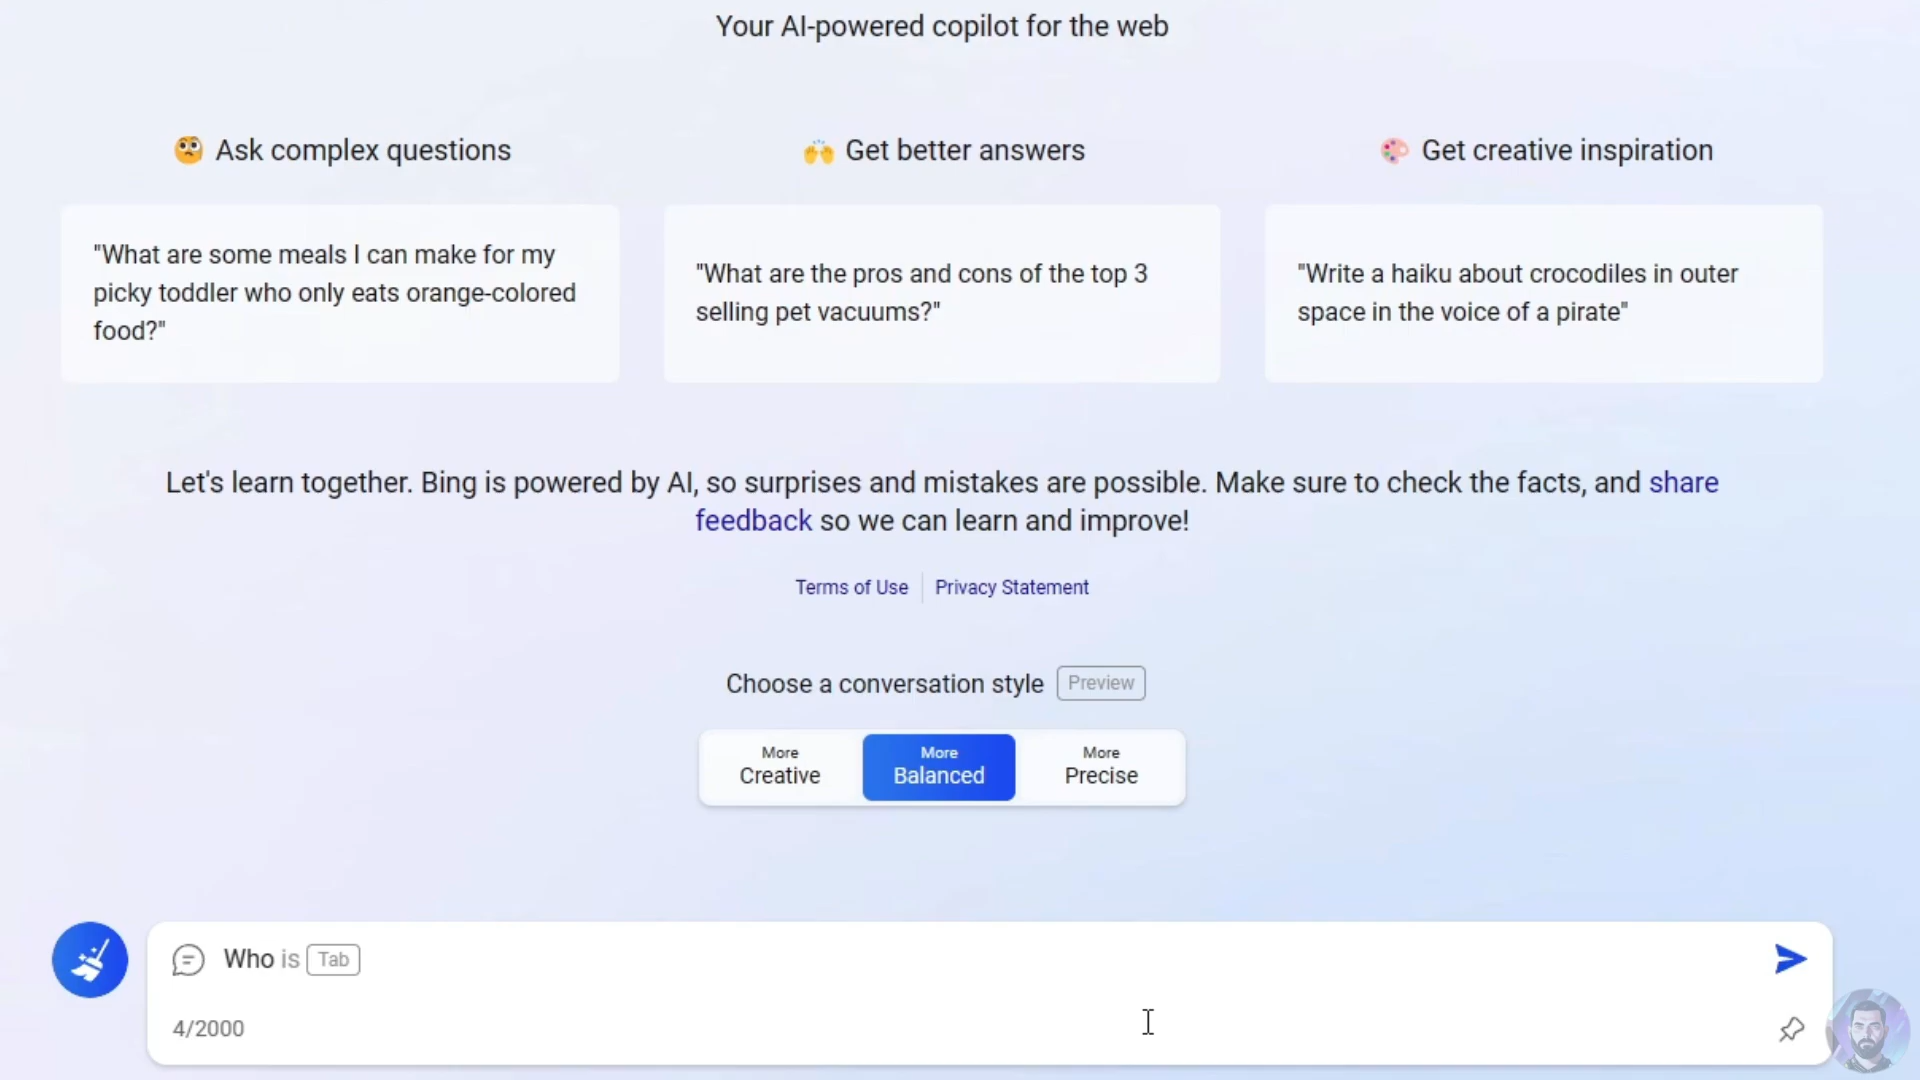 Your AI-powered copilot for the web
Ask complex questions
Get better answers
Get creative inspiration
"What are some meals I can make for my
picky toddler who only eats orange-colored
food?"
"What are the pros and cons of the top 3
selling pet vacuums?"
"Write a haiku about crocodiles in outer
space in the voice of a pirate"
Let's learn together. Bing is powered by AI, so surprises and mistakes are possible. Make sure to check the facts, and share
feedback so we can learn and improve!
Terms of Use
Privacy Statement
Choose a conversation style Preview
More
Creative
More
Balanced
More
Precise
Who is Tab
4/2000